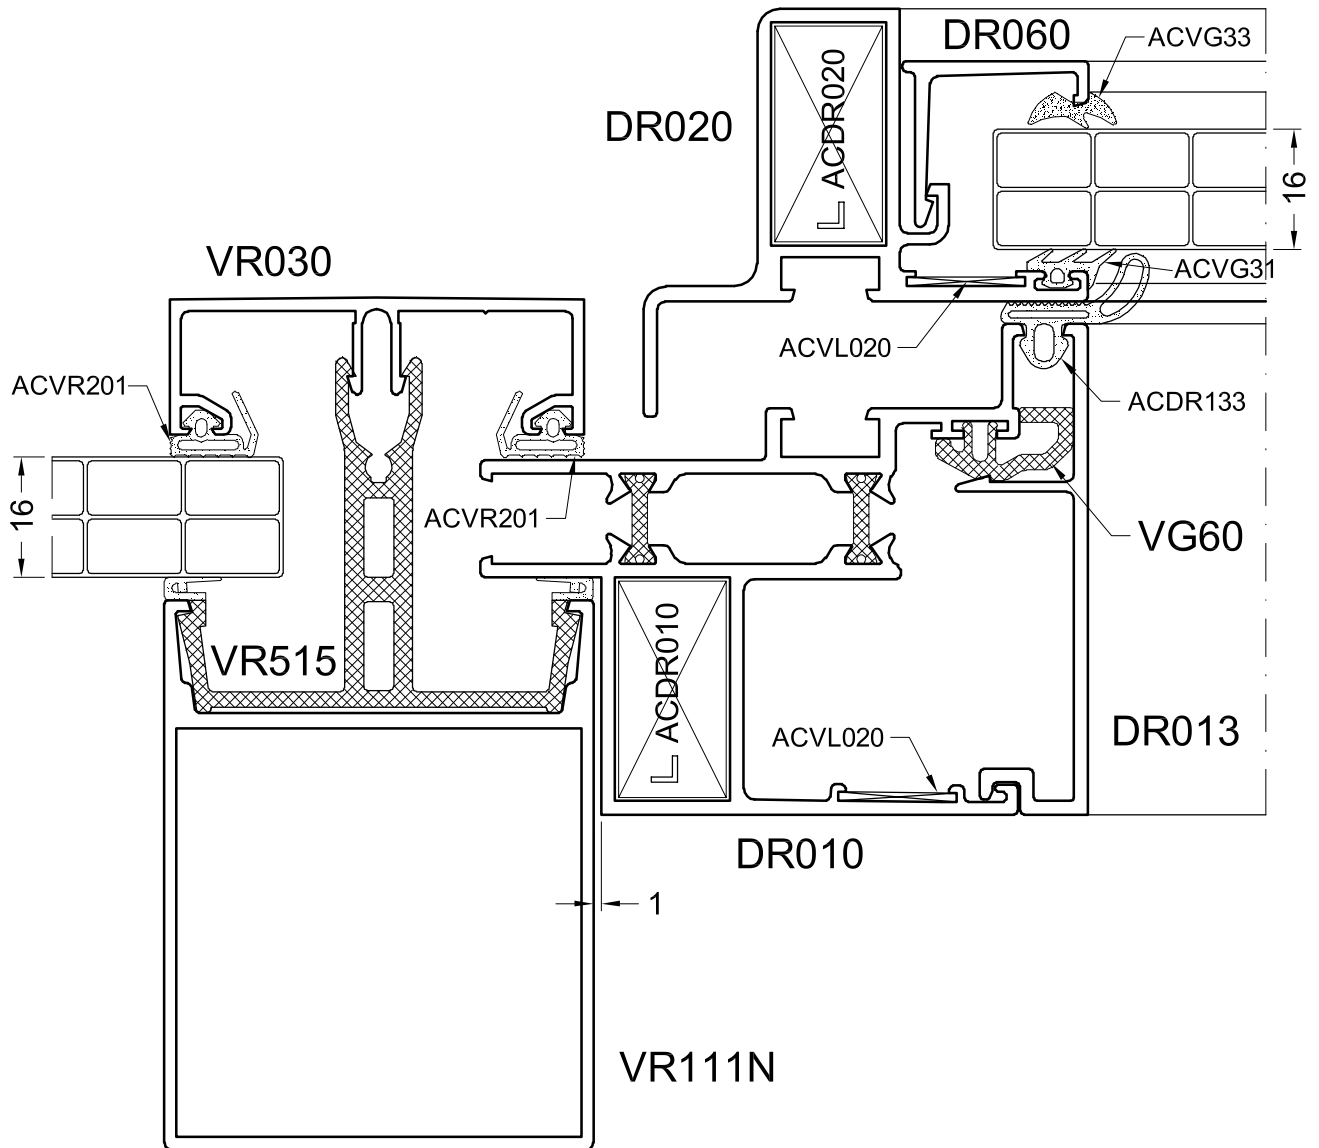 DR060
ACVG33
ACDR020
DR020
16
VR030
ACVG31
ACVL020
ACVR201
ACDR133
16
ACVR201
VG60
ACDR010
VR515
ACVL020
DR013
DR010
1
VR111N